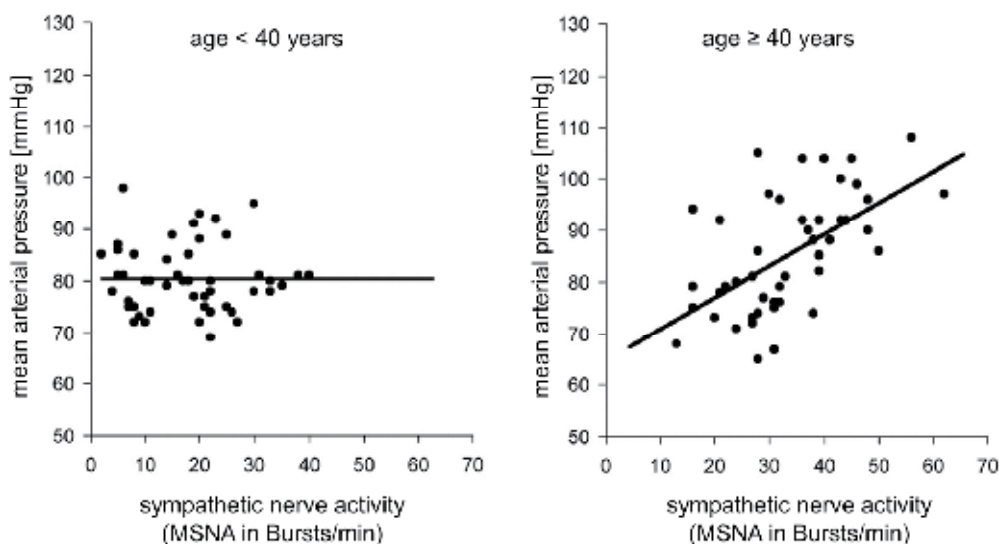 age < 40 years
mean arterial pressure [mmHg]
130
120
110
100
90
80
70
60
50
0 10 20 30 40 50 60 70
sympathetic nerve activity
(MSNA in Bursts/min)
age ≥ 40 years
mean arterial pressure [mmHg]
130
120
110
100
90
80
70
60
50
0 10 20 30 40 50 60 70
sympathetic nerve activity
(MSNA in Bursts/min)